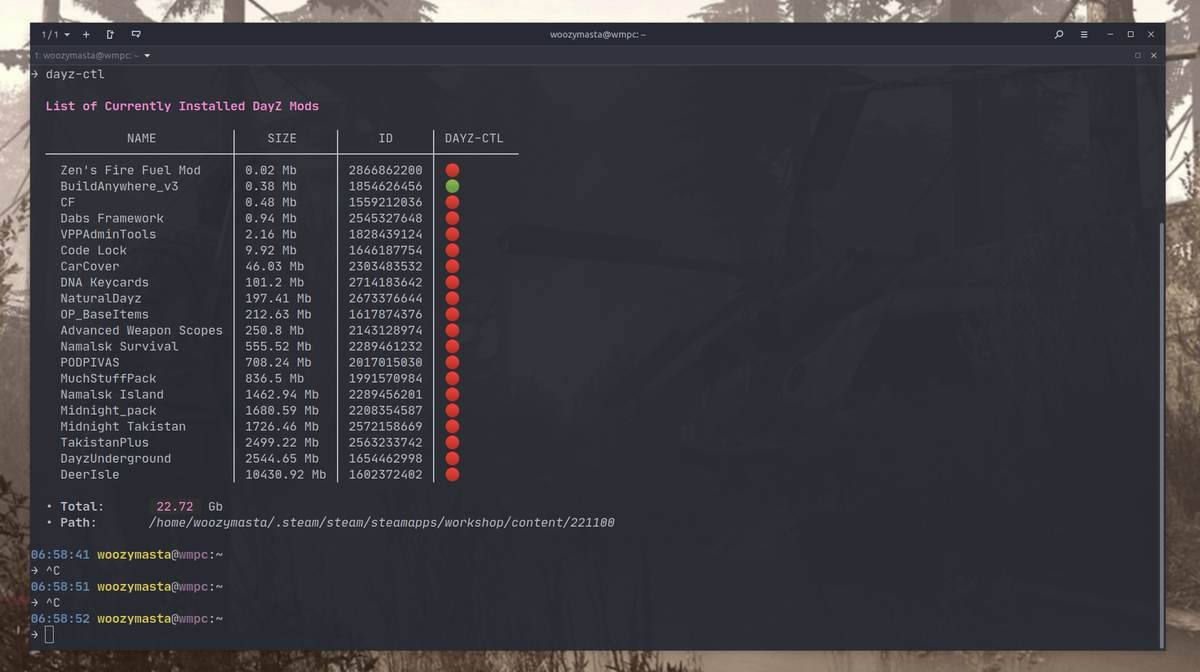 1/1
woozymasta@wmpc:~
1: woozymasta@wmpc: ~
→ dayz-ctl
List of Currently Installed DayZ Mods
NAME │ SIZE │ ID │ DAYZ-CTL
Zen's Fire Fuel Mod │ 0.02 Mb │ 2866862200 │ 🔴
BuildAnywhere_v3 │ 0.38 Mb │ 1854626456 │ 🟢
CF │ 0.48 Mb │ 1559212036 │ 🔴
Dabs Framework │ 0.94 Mb │ 2545327648 │ 🔴
VPPAdminTools │ 2.16 Mb │ 1828439124 │ 🔴
Code Lock │ 9.92 Mb │ 1646187754 │ 🔴
CarCover │ 46.03 Mb │ 2303483532 │ 🔴
DNA Keycards │ 101.2 Mb │ 2714183642 │ 🔴
NaturalDayz │ 197.41 Mb │ 2673376644 │ 🔴
OP_BaseItems │ 212.63 Mb │ 1617874376 │ 🔴
Advanced Weapon Scopes │ 250.8 Mb │ 2143128974 │ 🔴
Namalsk Survival │ 555.52 Mb │ 2289461232 │ 🔴
PODPIVAS │ 708.24 Mb │ 2017015030 │ 🔴
MuchStuffPack │ 836.5 Mb │ 1991570984 │ 🔴
Namalsk Island │ 1462.94 Mb │ 2289456201 │ 🔴
Midnight_pack │ 1680.59 Mb │ 2208354587 │ 🔴
Midnight Takistan │ 1726.46 Mb │ 2572158669 │ 🔴
TakistanPlus │ 2499.22 Mb │ 2563233742 │ 🔴
DayzUnderground │ 2544.65 Mb │ 1654462998 │ 🔴
DeerIsle │ 10430.92 Mb │ 1602372402 │ 🔴
• Total: 22.72 Gb
• Path: /home/woozymasta/.steam/steam/steamapps/workshop/content/221100
06:58:41 woozymasta@wmpc:~
→ ^C
06:58:51 woozymasta@wmpc:~
→ ^C
06:58:52 woozymasta@wmpc:~
→